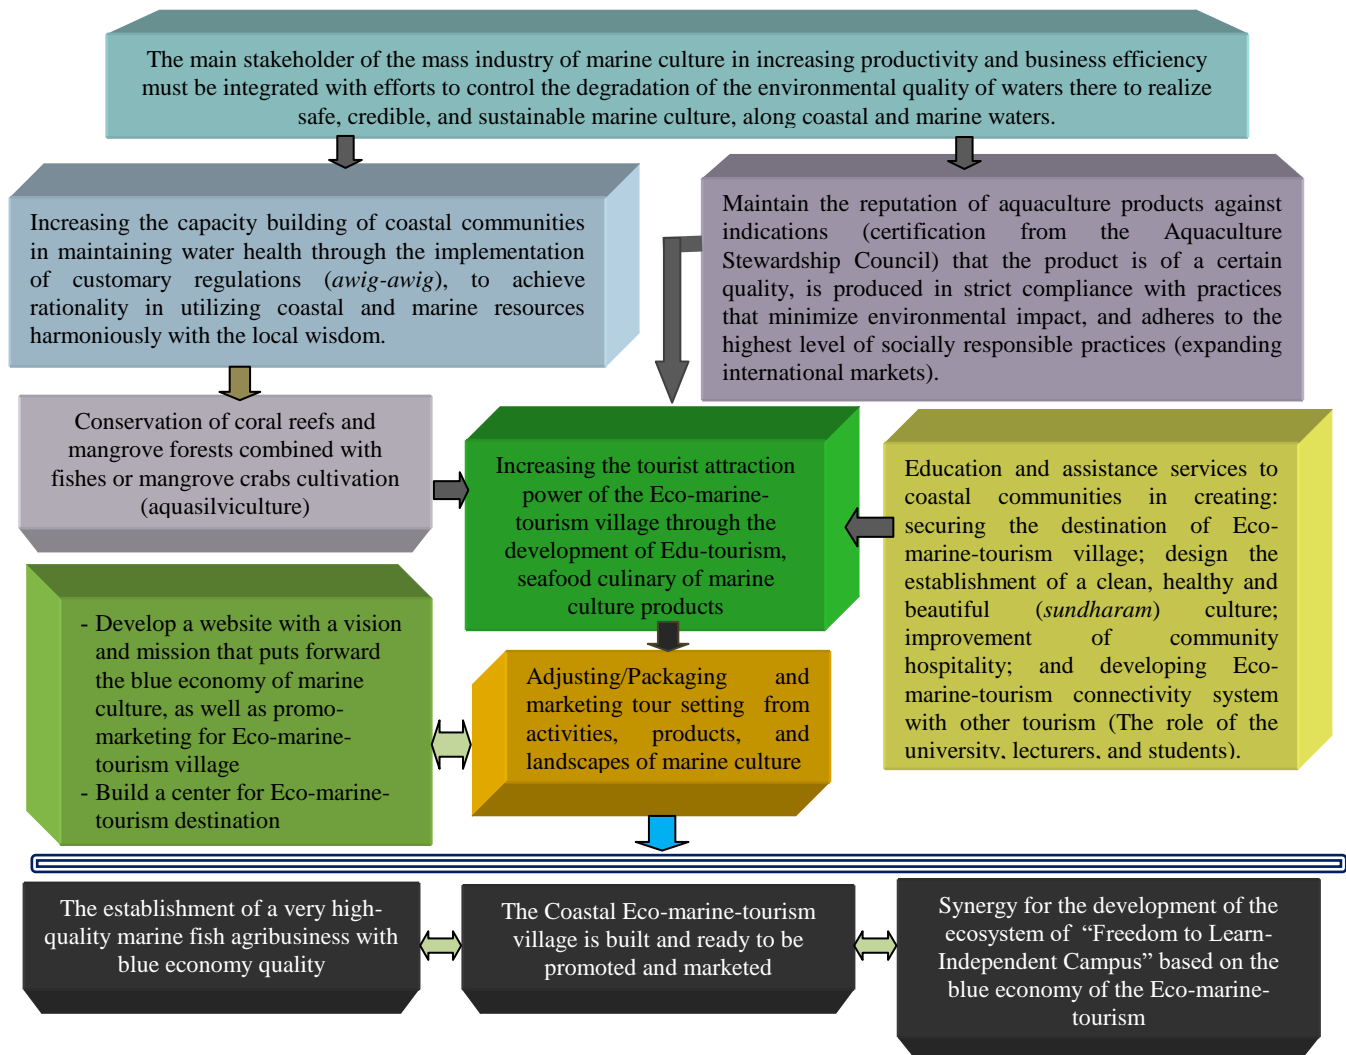 The main stakeholder of the mass industry of marine culture in increasing productivity and business efficiency
must be integrated with efforts to control the degradation of the environmental quality of waters there to realize
safe, credible, and sustainable marine culture, along coastal and marine waters.
Increasing the capacity building of coastal communities
in maintaining water health through the implementation
of customary regulations (awig-awig), to achieve
rationality in utilizing coastal and marine resources
harmoniously with the local wisdom.
Maintain the reputation of aquaculture products against
indications (certification from the Aquaculture
Stewardship Council) that the product is of a certain
quality, is produced in strict compliance with practices
that minimize environmental impact, and adheres to the
highest level of socially responsible practices (expanding
international markets).
Conservation of coral reefs and
mangrove forests combined with
fishes or mangrove crabs cultivation
(aquasilviculture)
Increasing the tourist attraction
power of the Eco-marine-
tourism village through the
development of Edu-tourism,
seafood culinary of marine
culture products
Education and assistance services to
coastal communities in creating:
securing the destination of Eco-
marine-tourism village; design the
establishment of a clean, healthy and
beautiful (sundharam) culture;
improvement of community
hospitality; and developing Eco-
marine-tourism connectivity system
with other tourism (The role of the
university, lecturers, and students).
- Develop a website with a vision
and mission that puts forward
the blue economy of marine
culture, as well as promo-
marketing for Eco-marine-
tourism village
- Build a center for Eco-marine-
tourism destination
Adjusting/Packaging and
marketing tour setting from
activities, products, and
landscapes of marine culture
The establishment of a very high-
quality marine fish agribusiness with
blue economy quality
The Coastal Eco-marine-tourism
village is built and ready to be
promoted and marketed
Synergy for the development of the
ecosystem of “Freedom to Learn-
Independent Campus” based on the
blue economy of the Eco-marine-
tourism